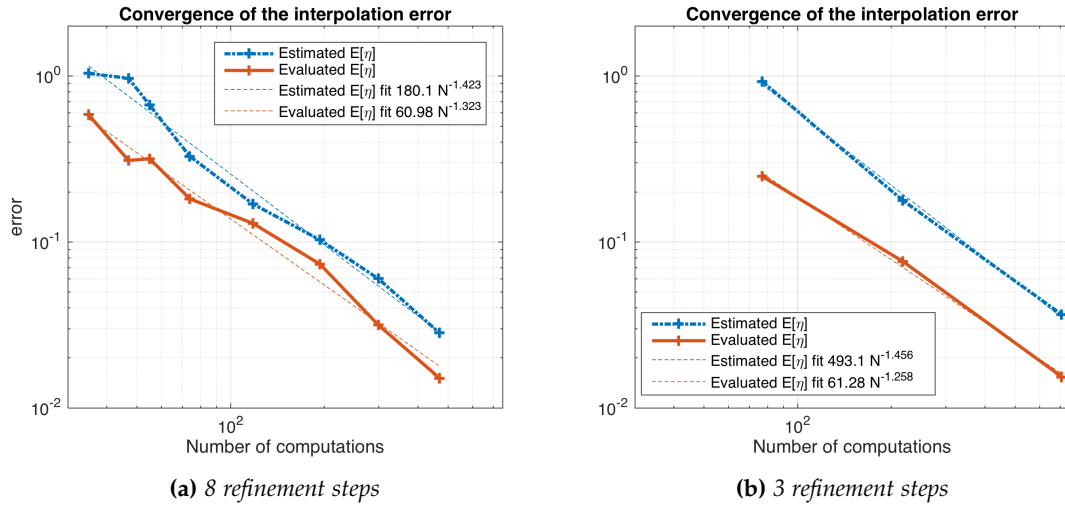 Convergence of the interpolation error
Estimated E[η]
Evaluated E[η]
Estimated E[η] fit 180.1 N^-1.423
Evaluated E[η] fit 60.98 N^-1.323
10^0
10^-1
10^-2
error
10^2
Number of computations
(a) 8 refinement steps
Convergence of the interpolation error
10^0
10^-1
10^-2
Estimated E[η]
Evaluated E[η]
Estimated E[η] fit 493.1 N^-1.456
Evaluated E[η] fit 61.28 N^-1.258
10^2
Number of computations
(b) 3 refinement steps